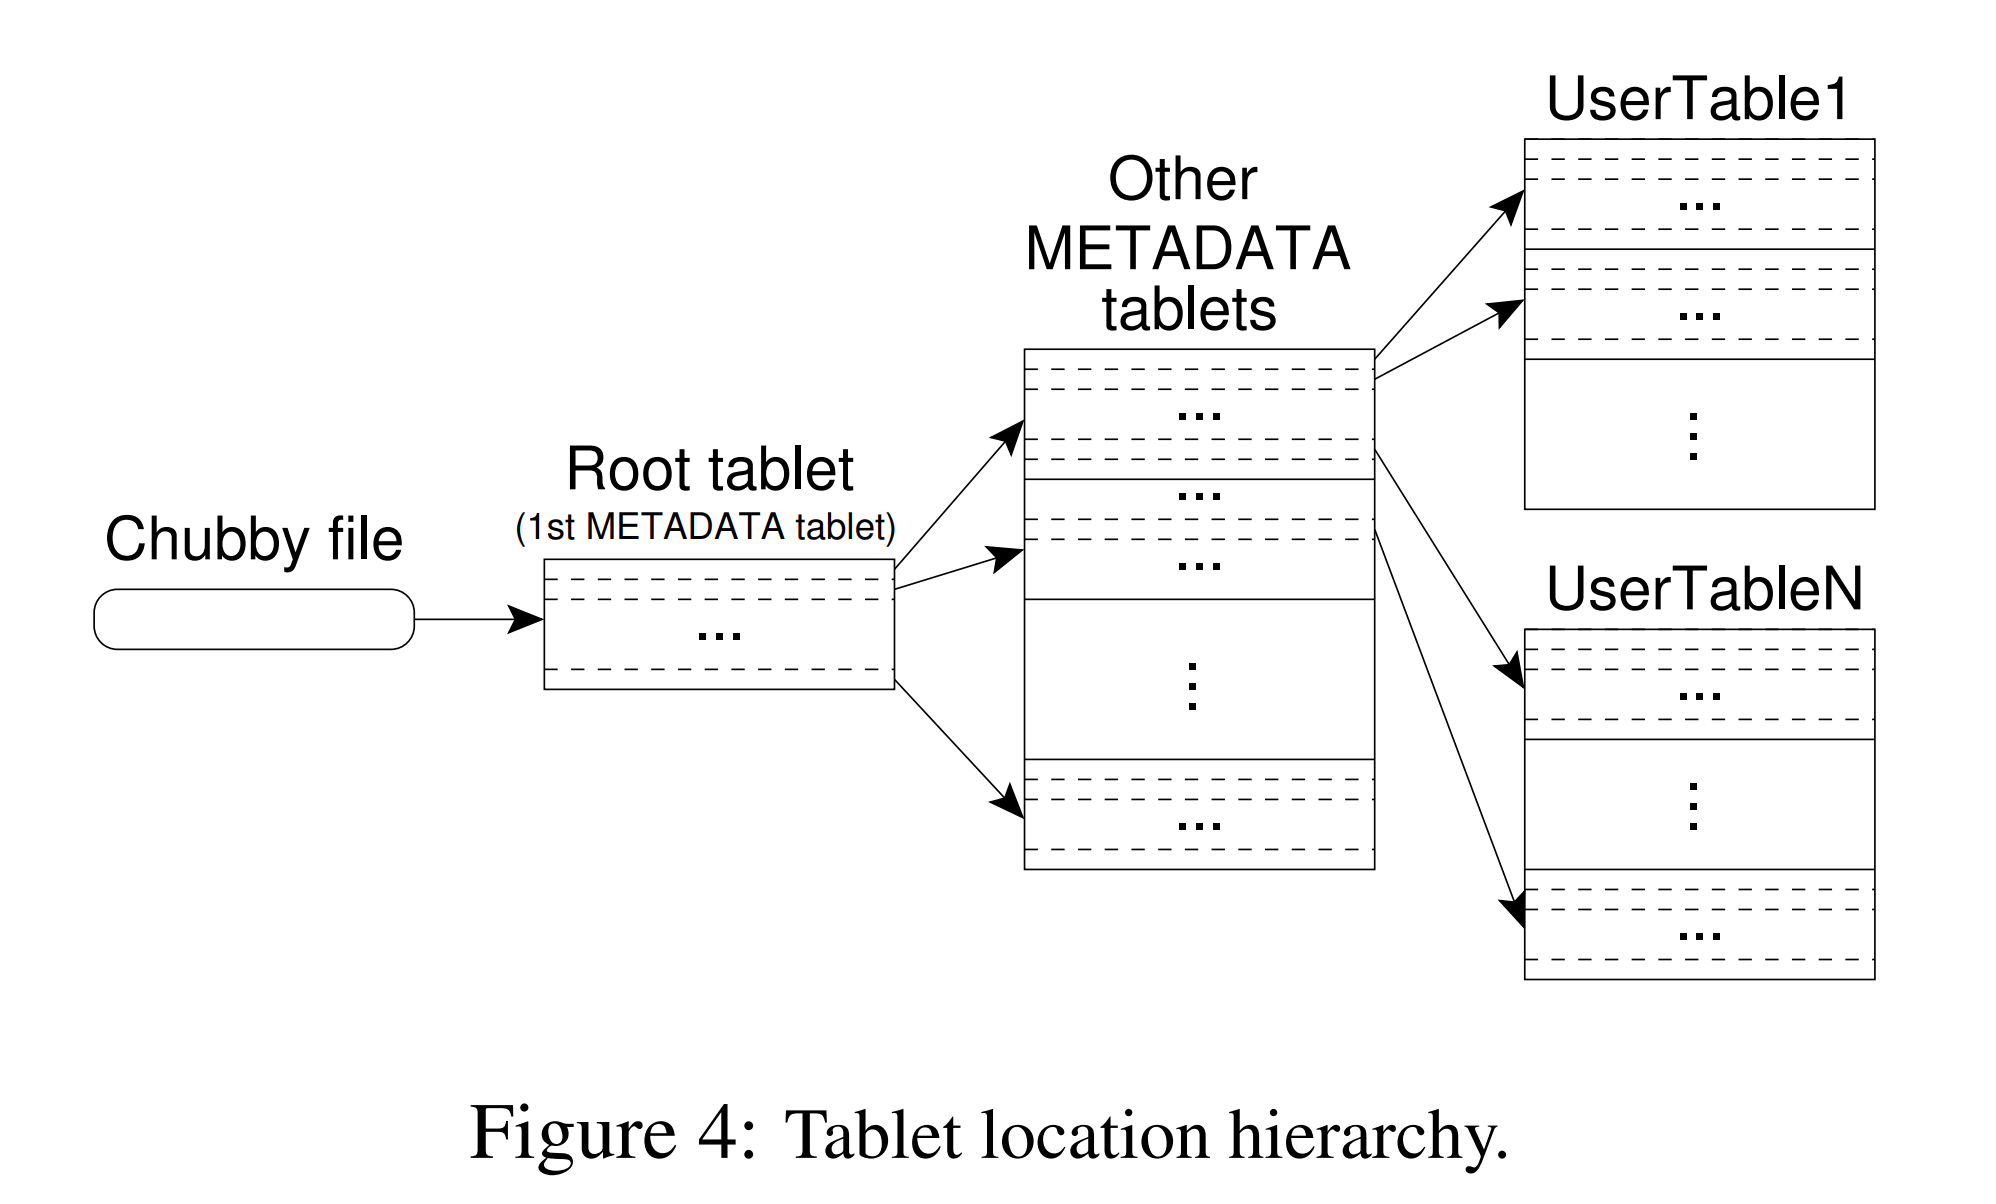 UserTable1
Other
METADATA
tablets
Root tablet
(1st METADATA tablet)
Chubby file
UserTableN
Figure 4: Tablet location hierarchy.